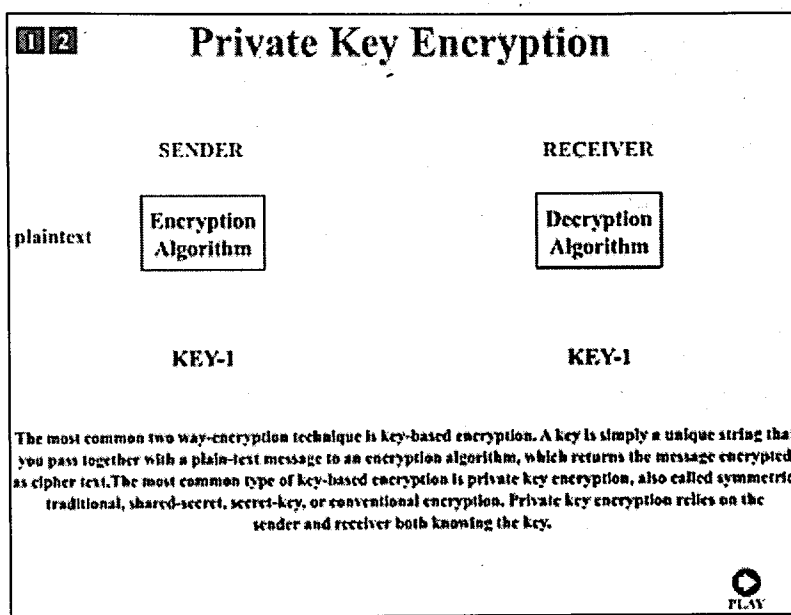 1 2
Private Key Encryption
SENDER
RECEIVER
plaintext
Encryption
Algorithm
Decryption
Algorithm
KEY-1
KEY-1
The most common two way-encryption technique is key-based encryption. A key is simply a unique string tha
you pass together with a plain-text message to an encryption algorithm, which returns the message encrypted
as cipher text.The most common type of key-based encryption is private key encryption, also called symmetric
traditional, shared-secret, secret-key, or conventional encryption. Private key encryption relies on the
sender and receiver both knowing the key.
PLAY